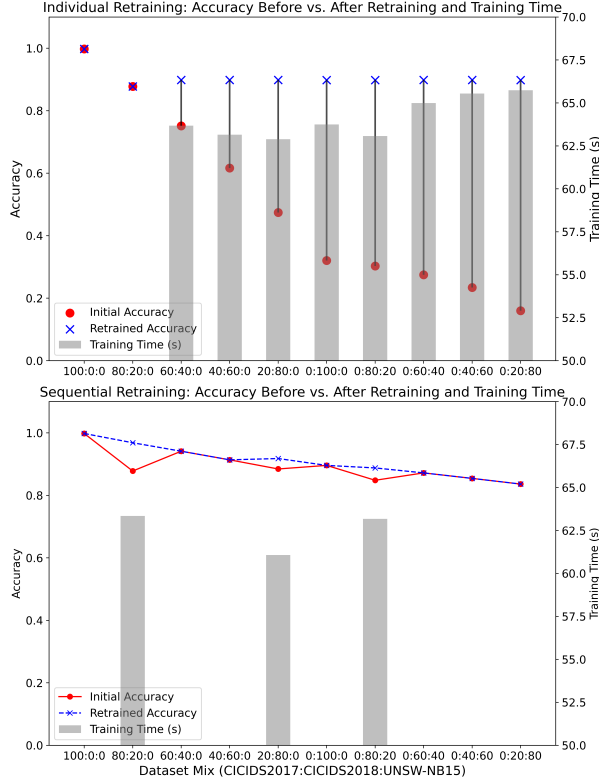 Individual Retraining: Accuracy Before vs. After Retraining and Training Time
1.0
0.8
0.6
0.4
0.2
0.0
Accuracy
70.0
67.5
65.0
62.5
60.0
57.5
55.0
52.5
50.0
Training Time (s)
Initial Accuracy
Retrained Accuracy
Training Time (s)
100:0:0 80:20:0 60:40:0 40:60:0 20:80:0 0:100:0 0:80:20 0:60:40 0:40:60 0:20:80
Sequential Retraining: Accuracy Before vs. After Retraining and Training Time
1.0
0.8
0.6
0.4
0.2
0.0
Accuracy
70.0
67.5
65.0
62.5
60.0
57.5
55.0
52.5
50.0
Training Time (s)
Initial Accuracy
Retrained Accuracy
Training Time (s)
100:0:0 80:20:0 60:40:0 40:60:0 20:80:0 0:100:0 0:80:20 0:60:40 0:40:60 0:20:80
Dataset Mix (CICIDS2017:CICIDS2018:UNSW-NB15)